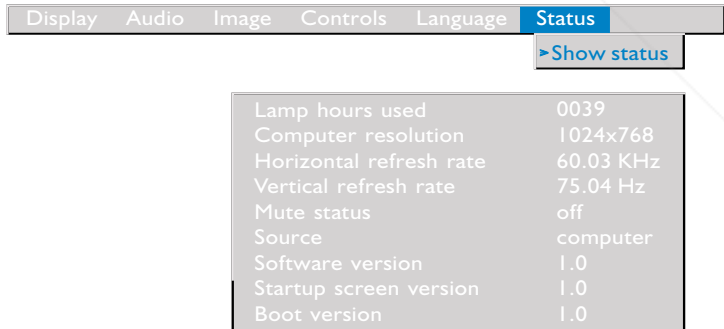 Display Audio Image Controls Language Status
➤Show status
Lamp hours used 0039
Computer resolution 1024x768
Horizontal refresh rate 60.03 KHz
Vertical refresh rate 75.04 Hz
Mute status off
Source computer
Software version 1.0
Startup screen version 1.0
Boot version 1.0